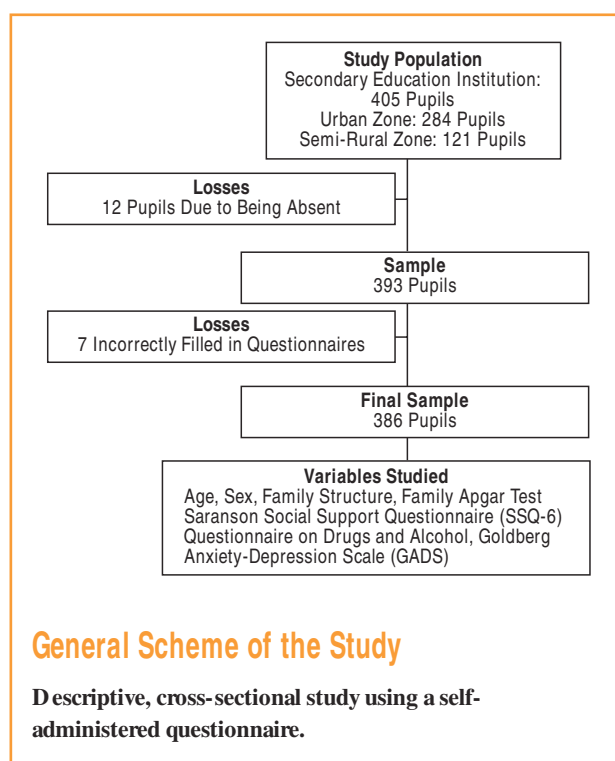 Study Population
Secondary Education Institution:
405 Pupils
Urban Zone: 284 Pupils
Semi-Rural Zone: 121 Pupils
Losses
12 Pupils Due to Being Absent
Sample
393 Pupils
Losses
7 Incorrectly Filled in Questionnaires
Final Sample
386 Pupils
Variables Studied
Age, Sex, Family Structure, Family Apgar Test
Saranson Social Support Questionnaire (SSQ-6)
Questionnaire on Drugs and Alcohol, Goldberg
Anxiety-Depression Scale (GADS)
General Scheme of the Study
Descriptive, cross-sectional study using a self-
administered questionnaire.